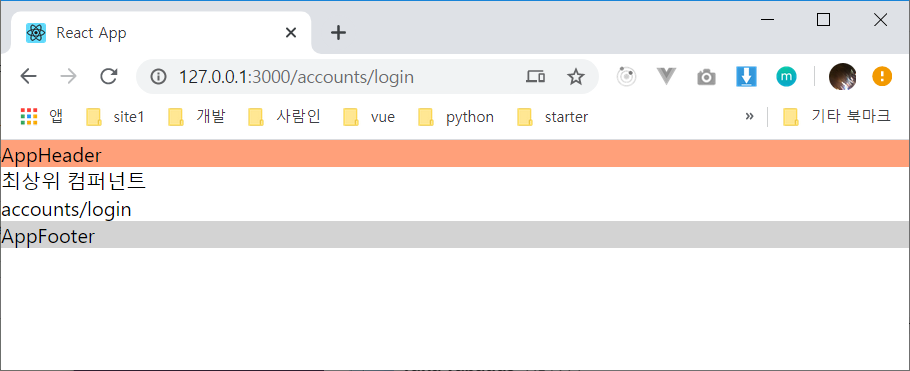 React App
127.0.0.1:3000/accounts/login
앱 site1 개발 사람인 vue python starter » 기타 북마크
AppHeader
최상위 컴퍼넌트
accounts/login
AppFooter